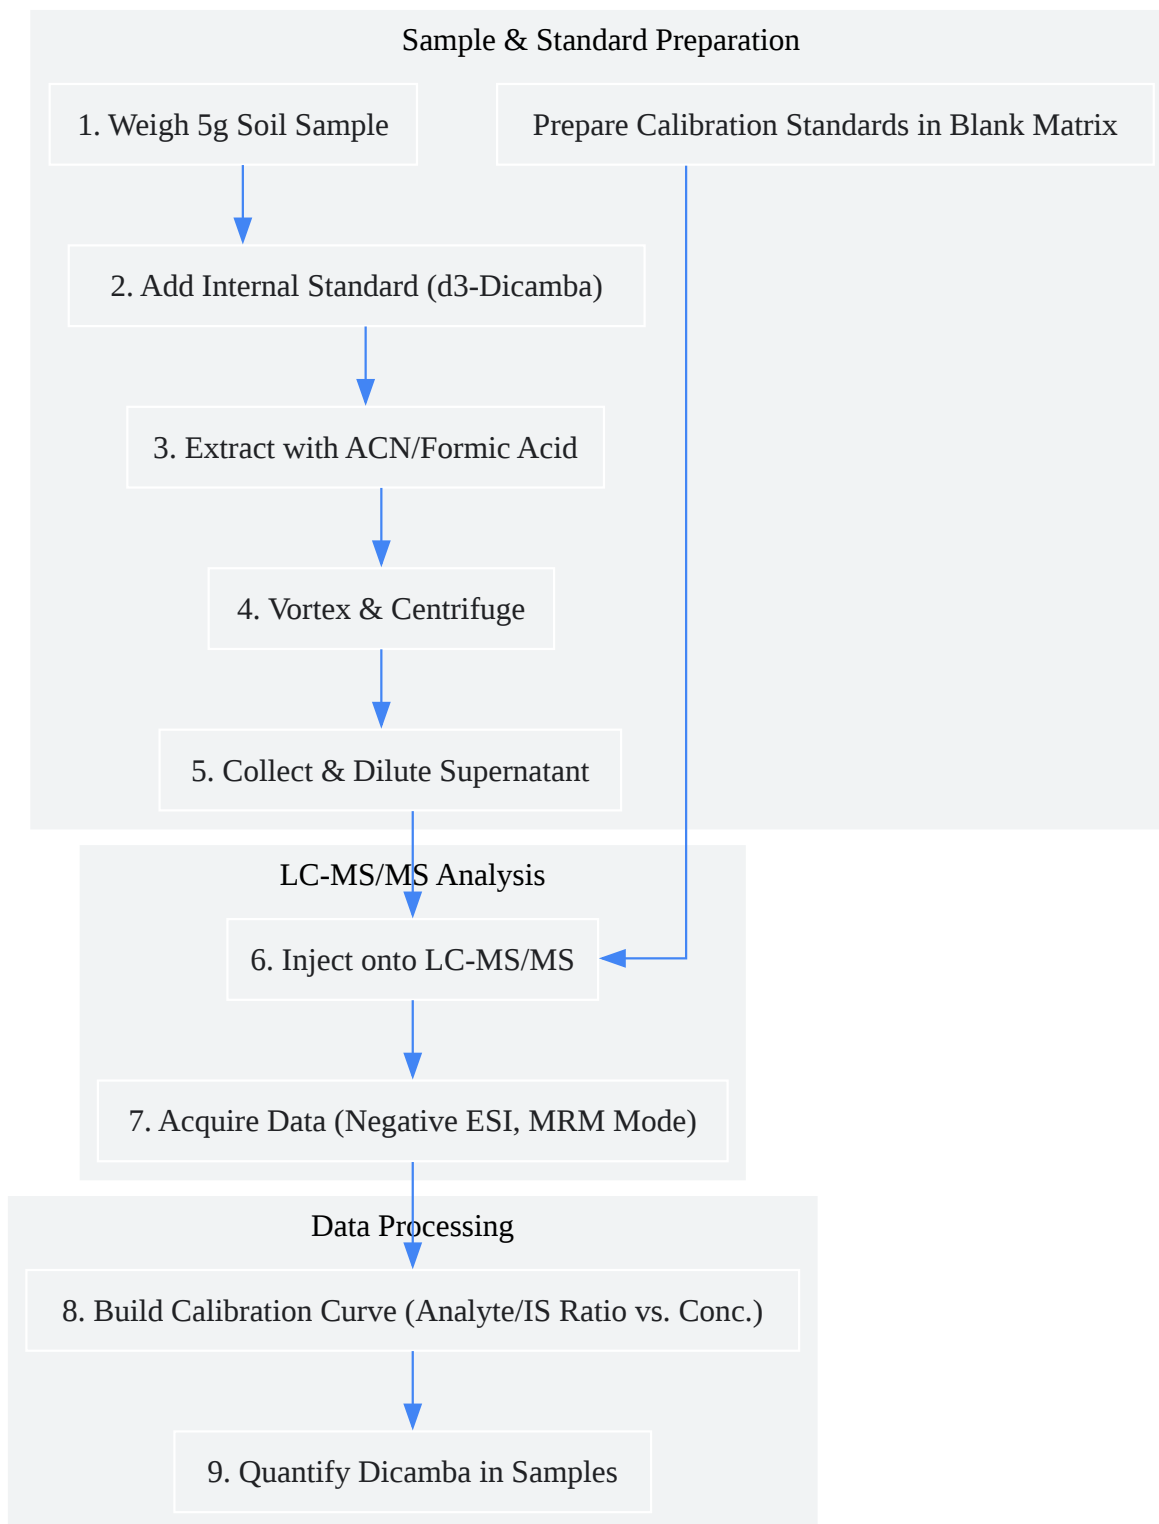 Sample & Standard Preparation
1. Weigh 5g Soil Sample
Prepare Calibration Standards in Blank Matrix
2. Add Internal Standard (d3-Dicamba)
3. Extract with ACN/Formic Acid
4. Vortex & Centrifuge
5. Collect & Dilute Supernatant
LC-MS/MS Analysis
6. Inject onto LC-MS/MS
7. Acquire Data (Negative ESI, MRM Mode)
Data Processing
8. Build Calibration Curve (Analyte/IS Ratio vs. Conc.)
9. Quantify Dicamba in Samples